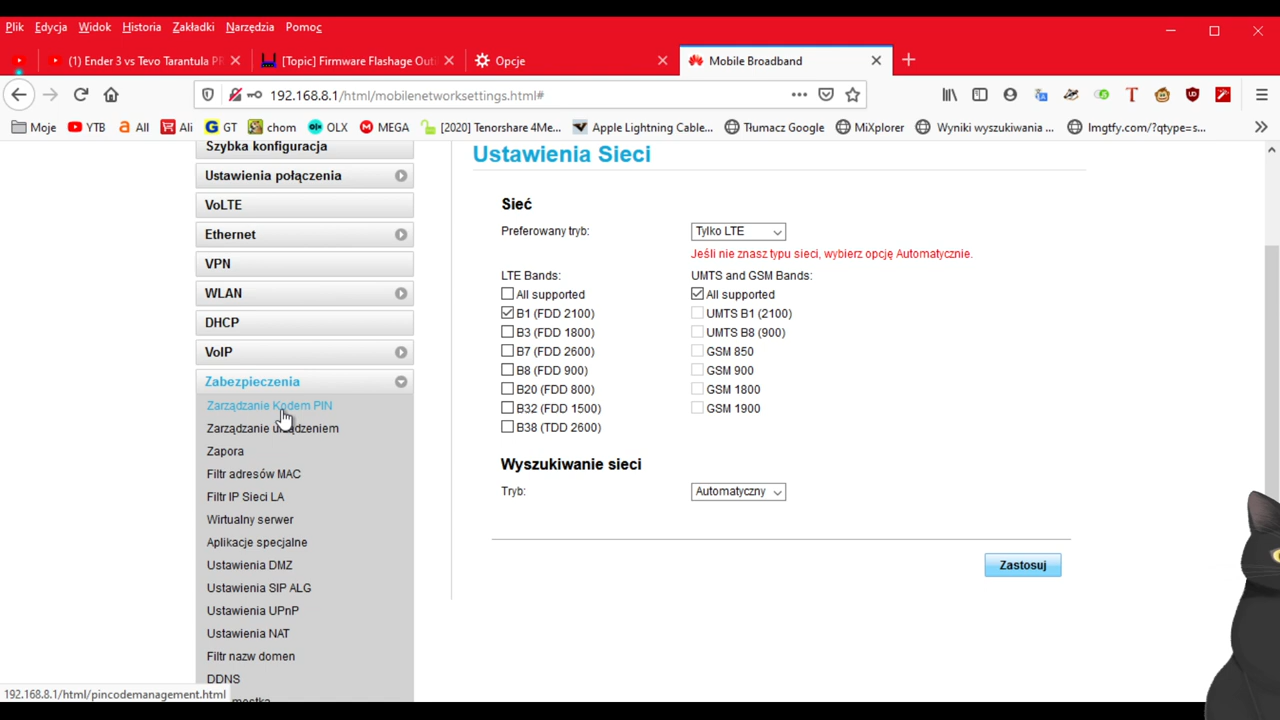 Plik Edycja Widok Historia Zakładki Narzędzia Pomoc
(1) Ender 3 vs Tevo Tarantula PR
[Topic] Firmware Flashage Outi
Opcje
Mobile Broadband
192.168.8.1/html/mobilenetworksettings.html#
Moje YTB All Ali GT chom OLX MEGA [2020] Tenorshare 4Me... Apple Lightning Cable... Tłumacz Google MiXplorer Wyniki wyszukiwania ... lmgtfy.com/?qtype=s...
Szybka konfiguracja
Ustawienia połączenia
VoLTE
Ethernet
VPN
WLAN
DHCP
VoIP
Zabezpieczenia
Zarządzanie Kodem PIN
Zarządzanie urządzeniem
Zapora
Filtr adresów MAC
Filtr IP Sieci LA
Wirtualny serwer
Aplikacje specjalne
Ustawienia DMZ
Ustawienia SIP ALG
Ustawienia UPnP
Ustawienia NAT
Filtr nazw domen
DDNS
Ustawienia Sieci
Sieć
Preferowany tryb: Tylko LTE
Jeśli nie znasz typu sieci, wybierz opcję Automatycznie.
LTE Bands: UMTS and GSM Bands:
All supported All supported
B1 (FDD 2100) UMTS B1 (2100)
B3 (FDD 1800) UMTS B8 (900)
B7 (FDD 2600) GSM 850
B8 (FDD 900) GSM 900
B20 (FDD 800) GSM 1800
B32 (FDD 1500) GSM 1900
B38 (TDD 2600)
Wyszukiwanie sieci
Tryb: Automatyczny
Zastosuj
192.168.8.1/html/pincodemanagement.html